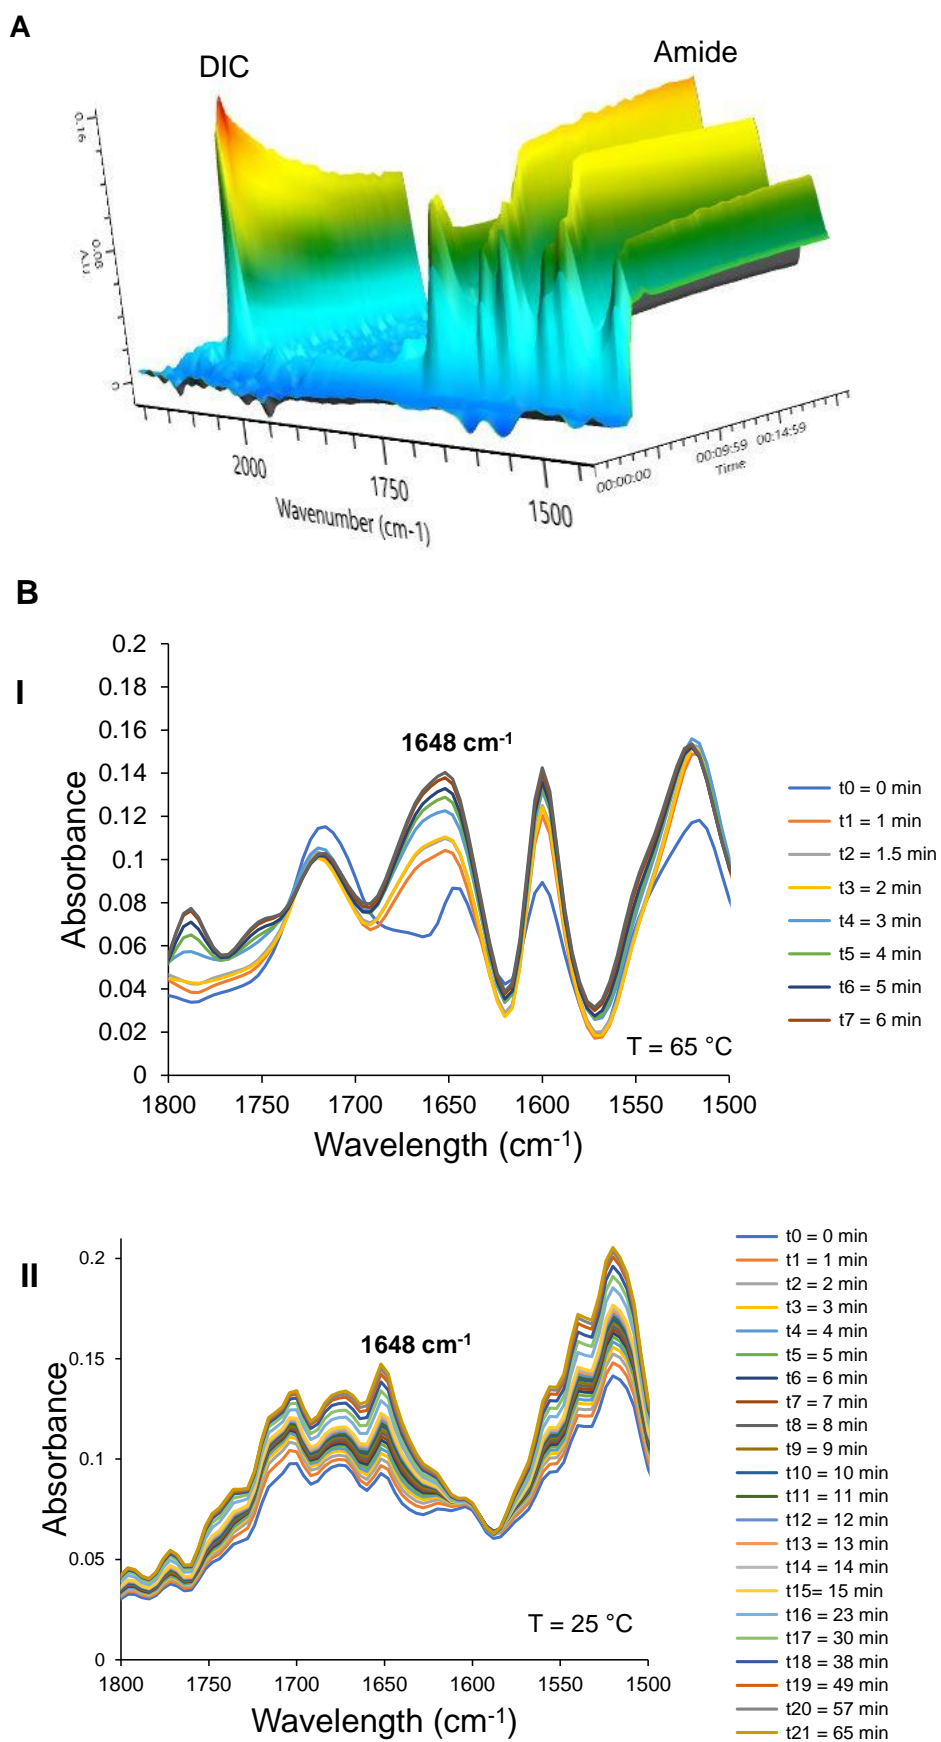 A
DIC
Amide
0.16
0.08
0
2000
1750
1500
Wavenumber (cm-1)
00:00:00
00:09:59
00:14:59
Time
B
I
0.2
0.18
0.16
0.14
0.12
0.1
0.08
0.06
0.04
0.02
0
Absorbance
1648 cm-1
T = 65 °C
1800 1750 1700 1650 1600 1550 1500
Wavelength (cm-1)
t0 = 0 min
t1 = 1 min
t2 = 1.5 min
t3 = 2 min
t4 = 3 min
t5 = 4 min
t6 = 5 min
t7 = 6 min
II
0.2
0.15
0.1
0.05
0
Absorbance
1648 cm-1
T = 25 °C
1800 1750 1700 1650 1600 1550 1500
Wavelength (cm-1)
t0 = 0 min
t1 = 1 min
t2 = 2 min
t3 = 3 min
t4 = 4 min
t5 = 5 min
t6 = 6 min
t7 = 7 min
t8 = 8 min
t9 = 9 min
t10 = 10 min
t11 = 11 min
t12 = 12 min
t13 = 13 min
t14 = 14 min
t15= 15 min
t16 = 23 min
t17 = 30 min
t18 = 38 min
t19 = 49 min
t20 = 57 min
t21 = 65 min